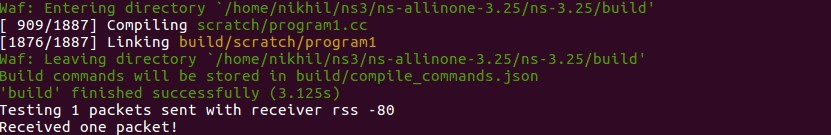 Waf: Entering directory `/home/nikhil/ns3/ns-allinone-3.25/ns-3.25/build'
[ 909/1887] Compiling scratch/program1.cc
[1876/1887] Linking build/scratch/program1
Waf: Leaving directory `/home/nikhil/ns3/ns-allinone-3.25/ns-3.25/build'
Build commands will be stored in build/compile_commands.json
'build' finished successfully (3.125s)
Testing 1 packets sent with receiver rss -80
Received one packet!